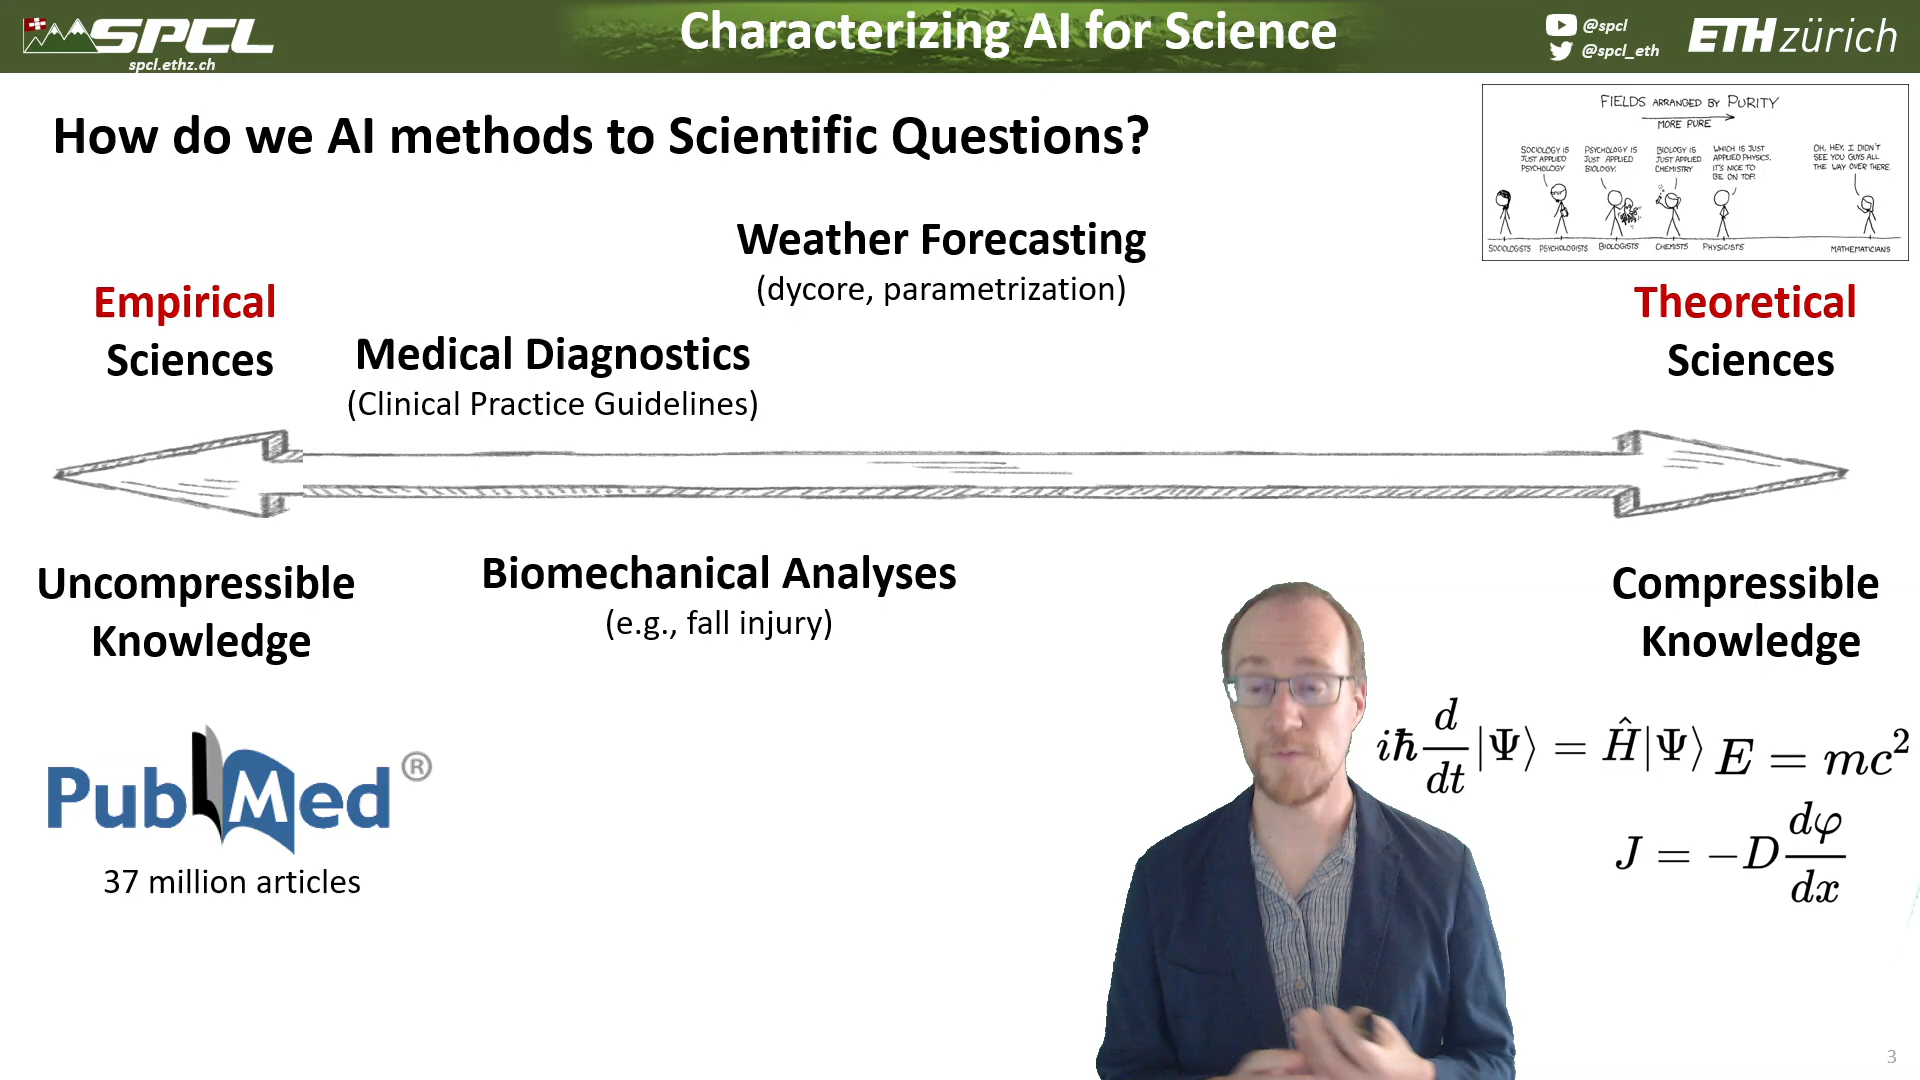 SPCL
spcl.ethz.ch
Characterizing AI for Science
@spcl
@spcl_eth
ETH zürich
How do we AI methods to Scientific Questions?
FIELDS ARRANGED BY PURITY
MORE PURE
SOCIOLOGY IS
JUST APPLIED
PSYCHOLOGY
PSYCHOLOGY IS
JUST APPLIED
BIOLOGY.
BIOLOGY IS
JUST APPLIED
CHEMISTRY
WHICH IS JUST
APPLIED PHYSICS.
IT'S NICE TO
BE ON TOP.
OH, HEY, I DIDN'T
SEE YOU GUYS ALL
THE WAY OVER THERE.
SOCIOLOGISTS
PSYCHOLOGISTS
BIOLOGISTS
CHEMISTS
PHYSICISTS
MATHEMATICIANS
Weather Forecasting
(dycore, parametrization)
Empirical
Sciences
Medical Diagnostics
(Clinical Practice Guidelines)
Theoretical
Sciences
Uncompressible
Knowledge
Biomechanical Analyses
(e.g., fall injury)
Compressible
Knowledge
PubMed®
37 million articles
iħ d/dt |Ψ⟩ = Ĥ|Ψ⟩
E = mc²
J = −D dφ/dx
3